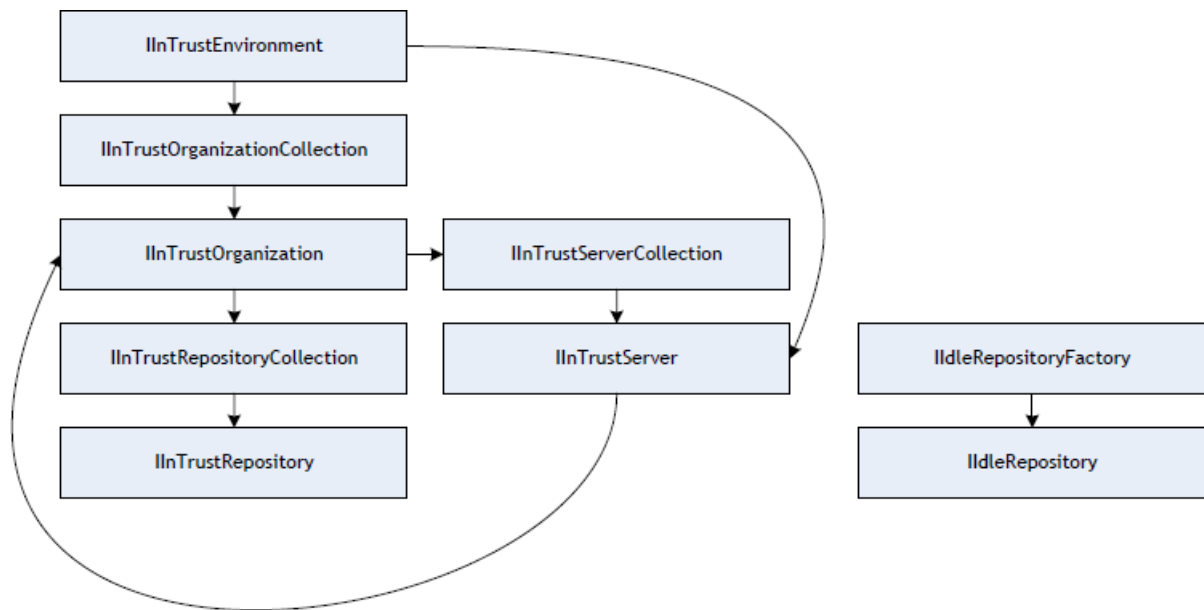 IInTrustEnvironment
IInTrustOrganizationCollection
IInTrustOrganization
IInTrustServerCollection
IInTrustRepositoryCollection
IInTrustServer
IIdleRepositoryFactory
IInTrustRepository
IIdleRepository